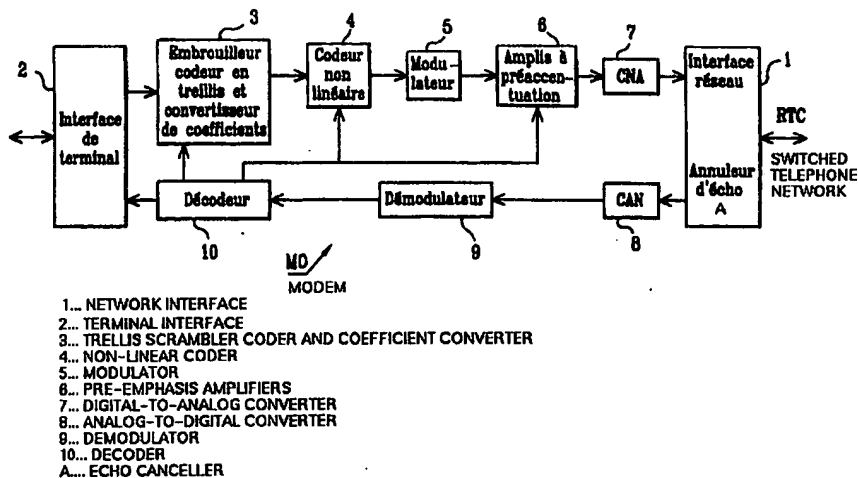 3
4
5
6
7
2
1
Embrouilleur
codeur en
treillis et
convertisseur
de coefficients
Codeur
non
linéaire
Modu-
lateur
Amplis à
préaccen-
tuation
CNA
Interface
réseau
Interface
de
terminal
RTC
SWITCHED
TELEPHONE
NETWORK
Annuleur
d'écho
A
Décodeur
Démodulateur
CAN
10
9
8
MO
MODEM
1... NETWORK INTERFACE
2... TERMINAL INTERFACE
3... TRELLIS SCRAMBLER CODER AND COEFFICIENT CONVERTER
4... NON-LINEAR CODER
5... MODULATOR
6... PRE-EMPHASIS AMPLIFIERS
7... DIGITAL-TO-ANALOG CONVERTER
8... ANALOG-TO-DIGITAL CONVERTER
9... DEMODULATOR
10... DECODER
A.... ECHO CANCELLER